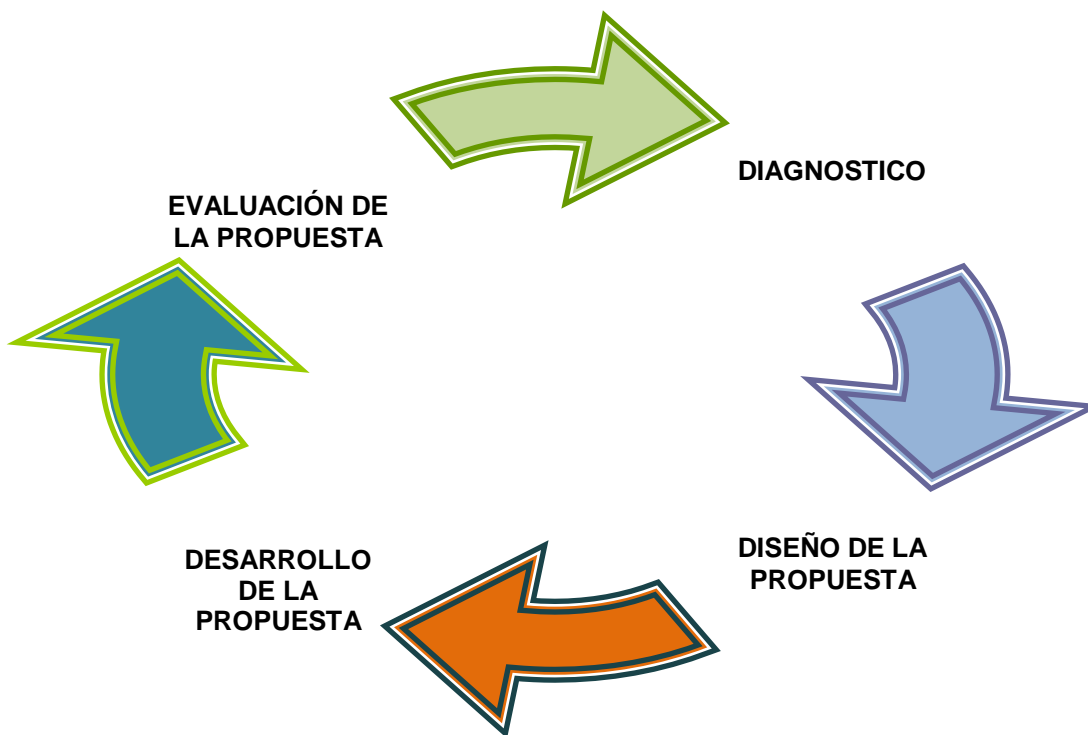 DIAGNOSTICO
EVALUACIÓN DE
LA PROPUESTA
DISEÑO DE LA
PROPUESTA
DESARROLLO
DE LA
PROPUESTA